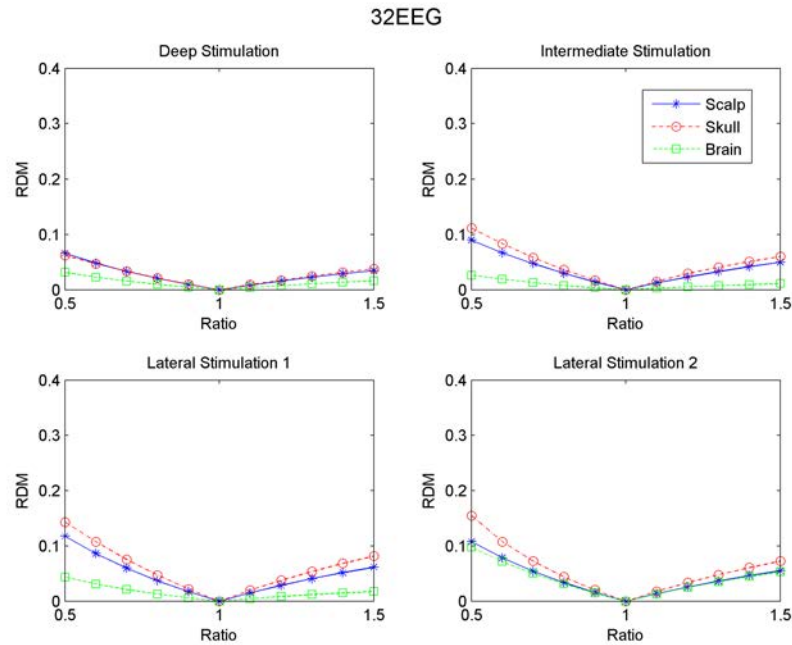 32EEG
Deep Stimulation
0.4
0.3
0.2
0.1
0
RDM
0.5
1
1.5
Ratio
Intermediate Stimulation
0.4
0.3
0.2
0.1
0
RDM
Scalp
Skull
Brain
0.5
1
1.5
Ratio
Lateral Stimulation 1
0.4
0.3
0.2
0.1
0
RDM
0.5
1
1.5
Ratio
Lateral Stimulation 2
0.4
0.3
0.2
0.1
0
RDM
0.5
1
1.5
Ratio